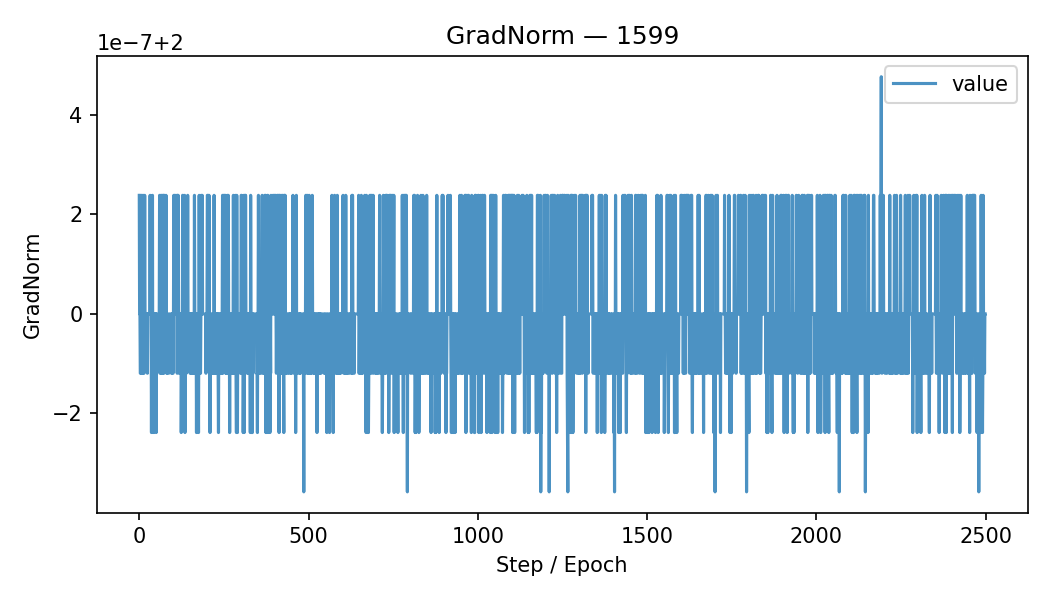 GradNorm — 1599
1e−7+2
value
4
2
0
−2
GradNorm
0
500
1000
1500
2000
2500
Step / Epoch